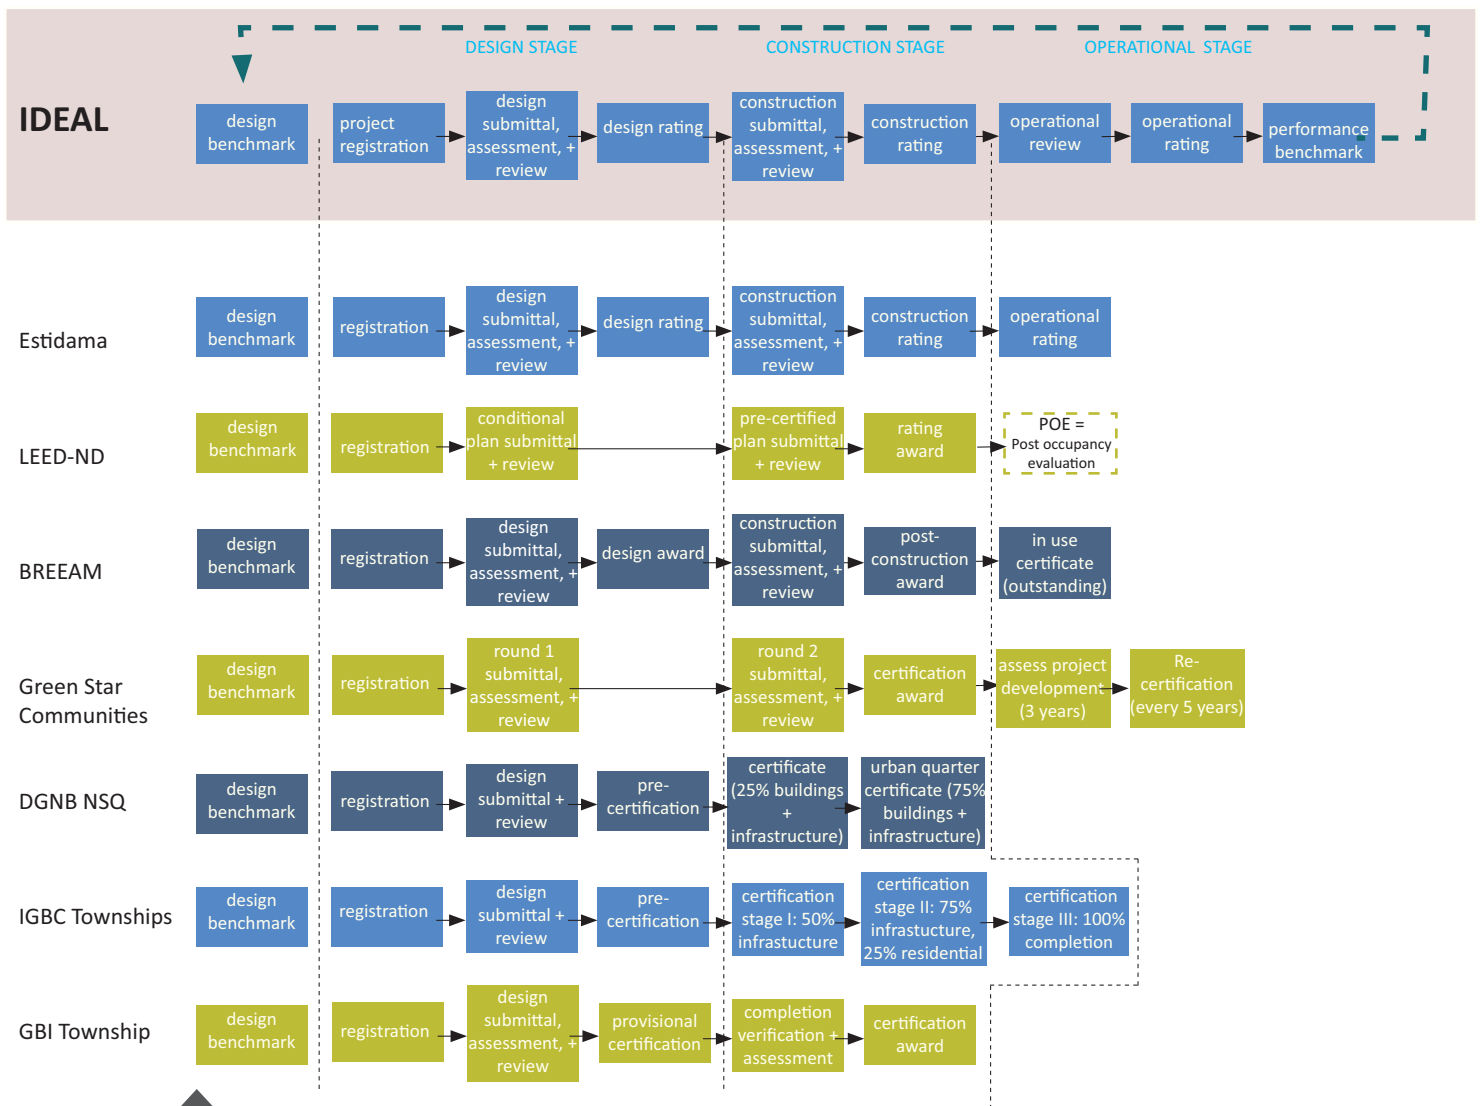 DESIGN STAGE
CONSTRUCTION STAGE
OPERATIONAL STAGE
IDEAL
design
benchmark
project
registration
design
submittal,
assessment, +
review
design rating
construction
submittal,
assessment, +
review
construction
rating
operational
review
operational
rating
performance
benchmark
Estidama
design
benchmark
registration
design
submittal,
assessment, +
review
design rating
construction
submittal,
assessment, +
review
construction
rating
operational
rating
LEED-ND
design
benchmark
registration
conditional
plan submittal
+ review
pre-certified
plan submittal
+ review
rating
award
POE =
Post occupancy
evaluation
BREEAM
design
benchmark
registration
design
submittal,
assessment, +
review
design award
construction
submittal,
assessment, +
review
post-
construction
award
in use
certificate
(outstanding)
Green Star
Communities
design
benchmark
registration
round 1
submittal,
assessment, +
review
round 2
submittal,
assessment, +
review
certification
award
assess project
development
(3 years)
Re-
certification
(every 5 years)
DGNB NSQ
design
benchmark
registration
design
submittal +
review
pre-
certification
certificate
(25% buildings
+
infrastructure)
urban quarter
certificate (75%
buildings +
infrastructure)
IGBC Townships
design
benchmark
registration
design
submittal +
review
pre-
certification
certification
stage I: 50%
infrastucture
certification
stage II: 75%
infrastucture,
25% residential
certification
stage III: 100%
completion
GBI Township
design
benchmark
registration
design
submittal,
assessment, +
review
provisional
certification
completion
verification +
assessment
certification
award